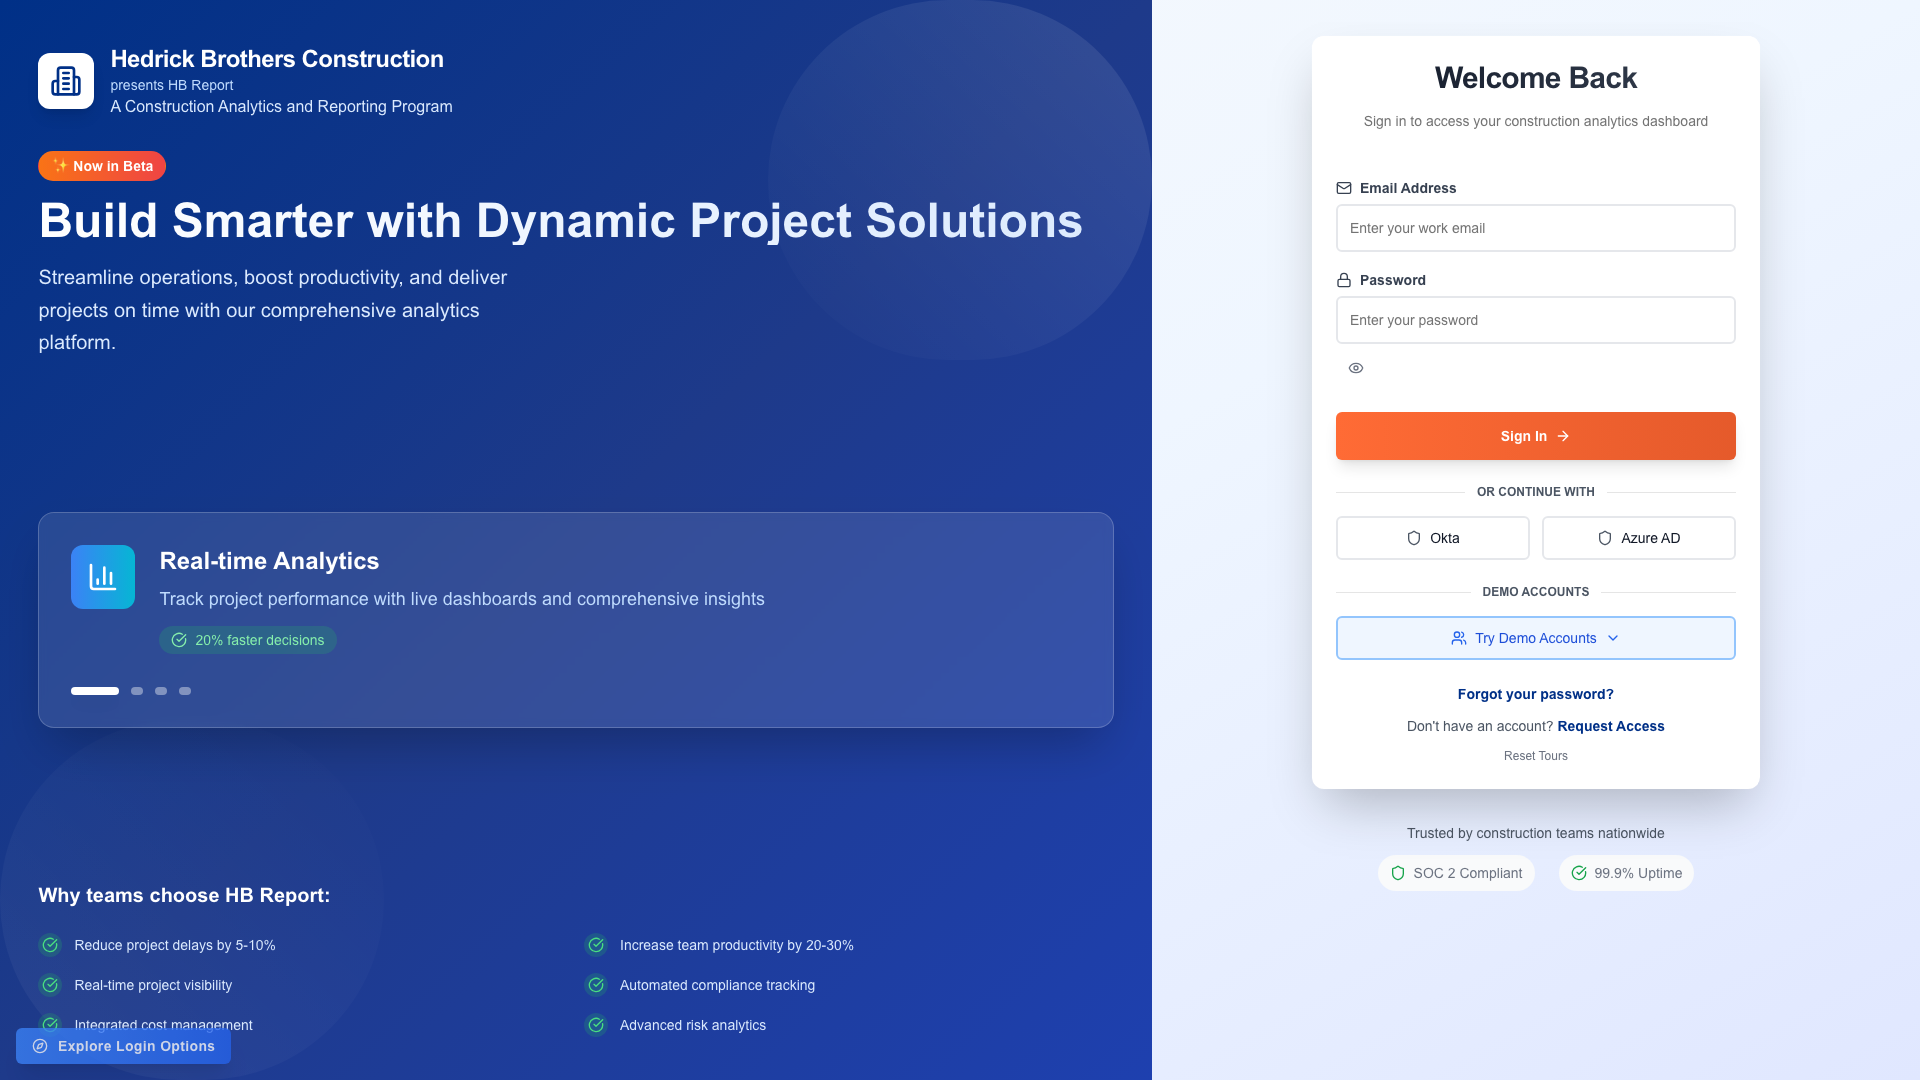 Hedrick Brothers Construction
presents HB Report
A Construction Analytics and Reporting Program
✨ Now in Beta
Build Smarter with Dynamic Project Solutions
Streamline operations, boost productivity, and deliver
projects on time with our comprehensive analytics
platform.
Real-time Analytics
Track project performance with live dashboards and comprehensive insights
20% faster decisions
Why teams choose HB Report:
Reduce project delays by 5-10%
Increase team productivity by 20-30%
Real-time project visibility
Automated compliance tracking
Integrated cost management
Advanced risk analytics
Explore Login Options
Welcome Back
Sign in to access your construction analytics dashboard
Email Address
Enter your work email
Password
Enter your password
Sign In
OR CONTINUE WITH
Okta
Azure AD
DEMO ACCOUNTS
Try Demo Accounts
Forgot your password?
Don't have an account? Request Access
Reset Tours
Trusted by construction teams nationwide
SOC 2 Compliant
99.9% Uptime